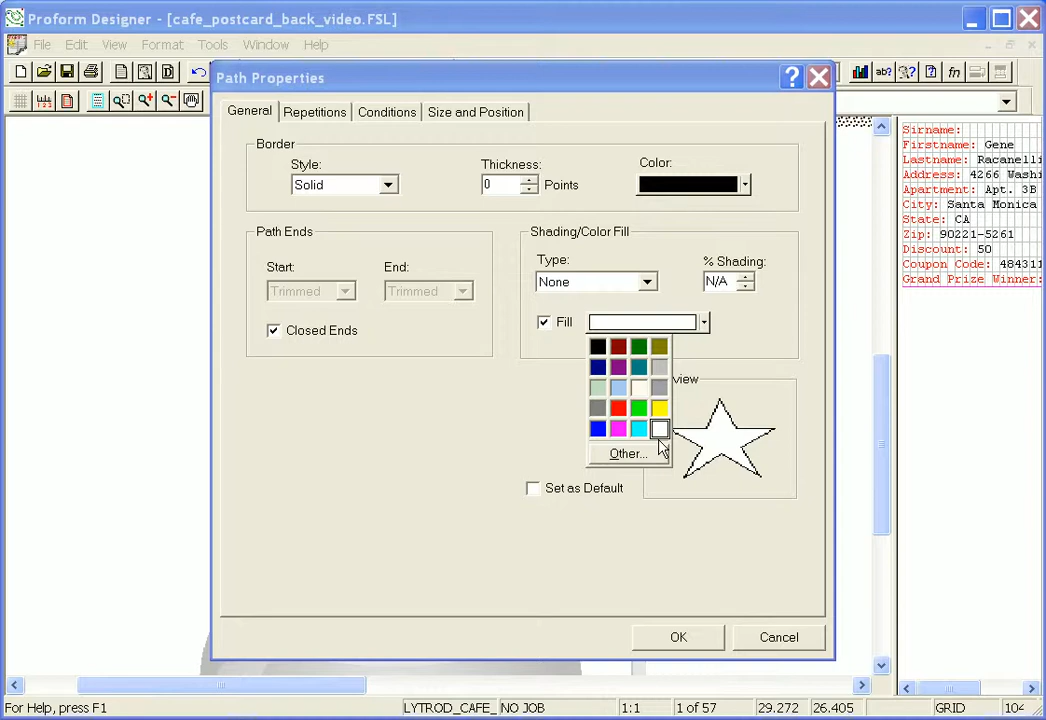 Proform Designer - [cafe_postcard_back_video.FSL]
File Edit View Format Tools Window Help
D ab? fn
Path Properties
General Repetitions Conditions Size and Position
Border
Style: Thickness: Color:
Solid 0 Points
Path Ends
Start: End:
Trimmed Trimmed
Closed Ends
Shading/Color Fill
Type: % Shading:
None N/A
Fill
view
Other...
Set as Default
OK Cancel
Sirname:
Firstname: Gene
Lastname: Racanelli
Address: 4266 Washi
Apartment: Apt. 3B
City: Santa Monica
State: CA
Zip: 90221-5261
Discount: 50
Coupon Code: 484311
Grand Prize Winner:
For Help, press F1 LYTROD_CAFE_ NO JOB 1:1 1 of 57 29.272 26.405 GRID 104